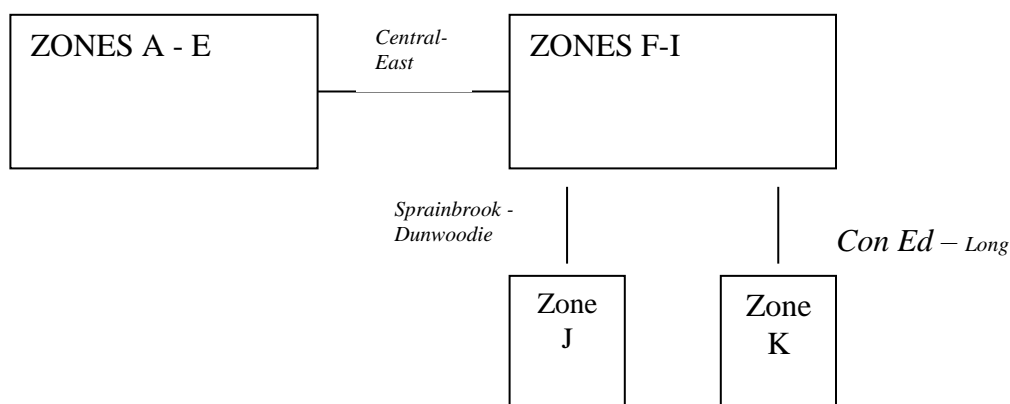 ZONES A - E
Central-
East
ZONES F-I
Sprainbrook -
Dunwoodie
Con Ed – Long
Zone
J
Zone
K